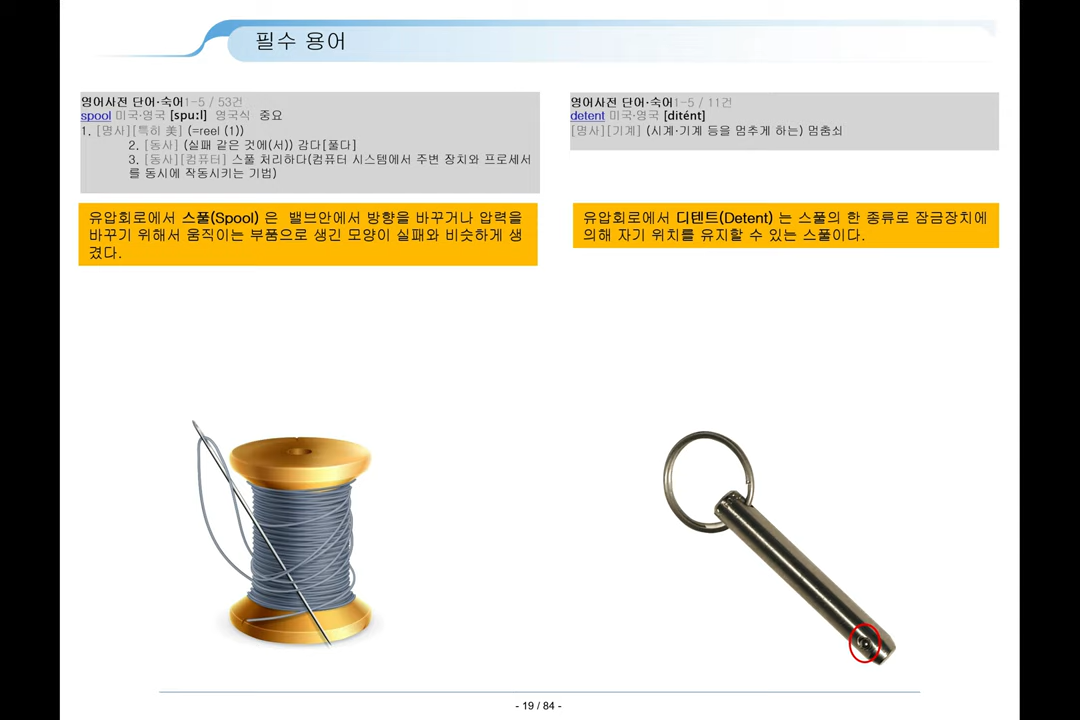 필수 용어
영어사전 단어·숙어1-5 / 53건
spool 미국·영국 [spu:l] 영국식 중요
1. [명사][특히 美] (=reel (1))
2. [동사] (실패 같은 것에(서)) 감다[풀다]
3. [동사][컴퓨터] 스풀 처리하다(컴퓨터 시스템에서 주변 장치와 프로세서
를 동시에 작동시키는 기법)
유압회로에서 스풀(Spool) 은 밸브안에서 방향을 바꾸거나 압력을
바꾸기 위해서 움직이는 부품으로 생긴 모양이 실패와 비슷하게 생
겼다.
영어사전 단어·숙어1-5 / 11건
detent 미국·영국 [ditént]
[명사][기계] (시계·기계 등을 멈추게 하는) 멈춤쇠
유압회로에서 디텐트(Detent) 는 스풀의 한 종류로 잠금장치에
의해 자기 위치를 유지할 수 있는 스풀이다.
- 19 / 84 -